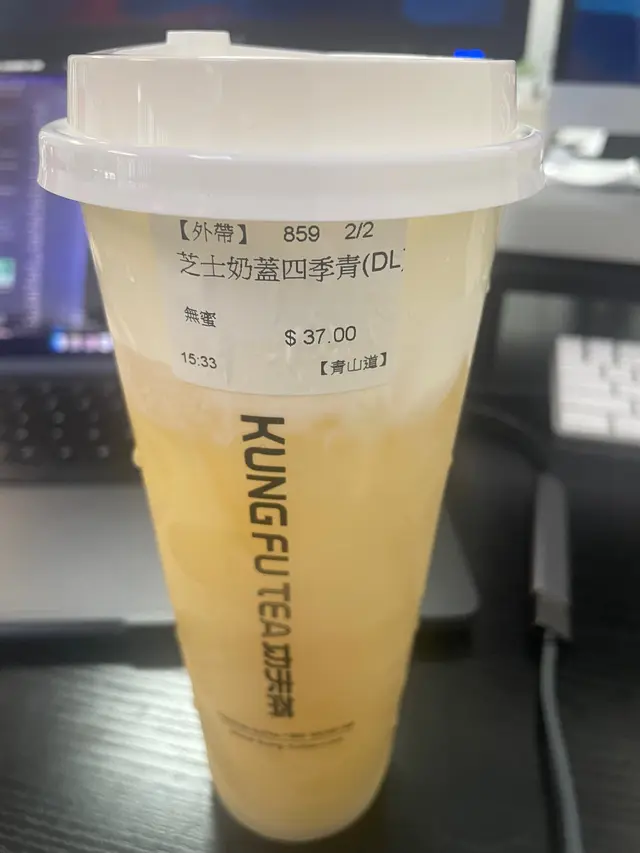 【外帶】 859 2/2
芝士奶蓋四季青(DL)
無蜜
$ 37.00
15:33 【青山道】
KUNG FU TEA 功夫茶